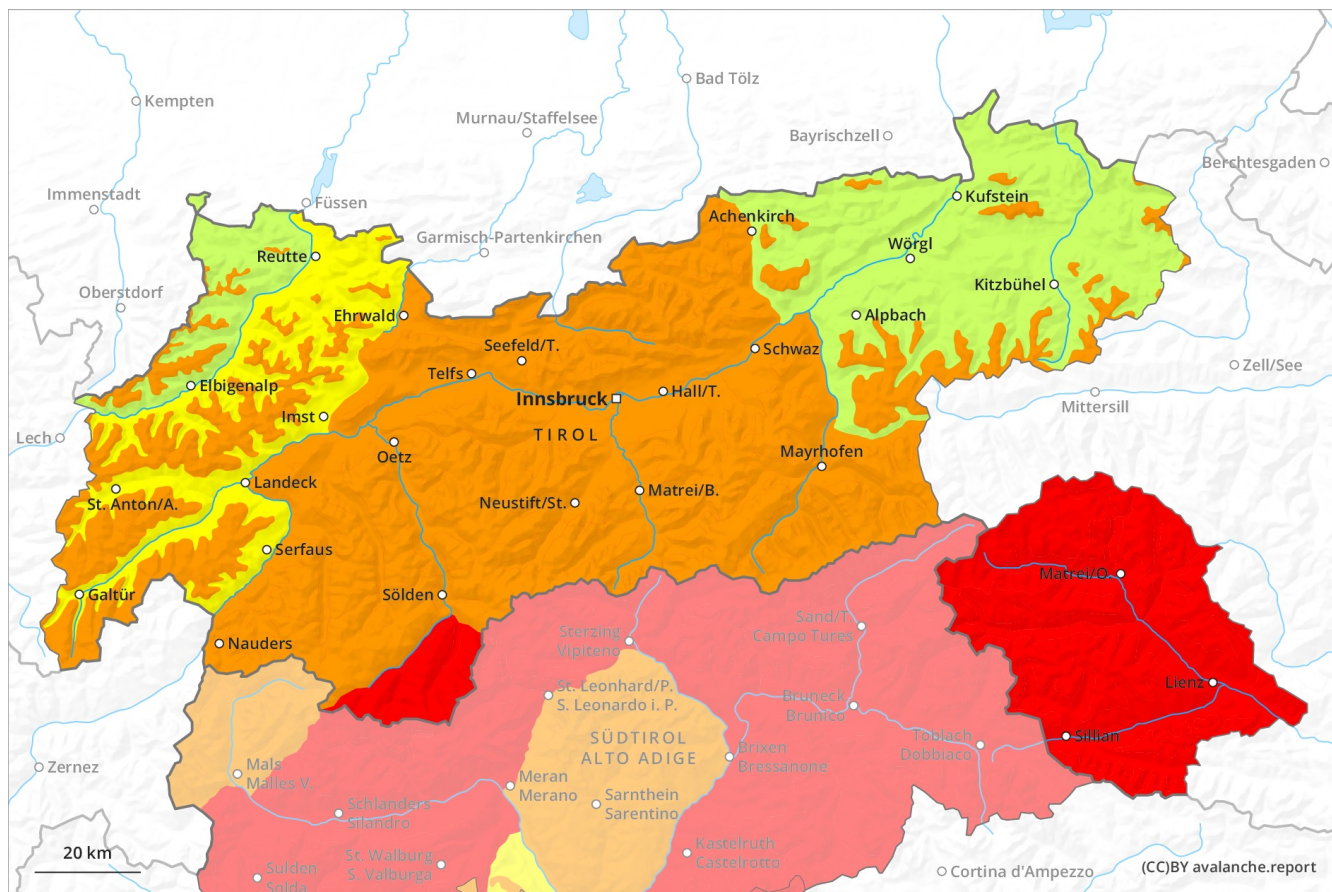 Bad Tölz
Kempten
Murnau/Staffelsee
Bayrischzell
Berchtesgaden
Immenstadt
Füssen
Kufstein
Achenkirch
Garmisch-Partenkirchen
Wörgl
Reutte
Oberstdorf
Kitzbühel
Ehrwald
Alpbach
Seefeld/T.
Schwaz
Zell/See
Telfs
Elbigenalp
Hall/T.
Innsbruck
Mittersill
Imst
Lech
TIROL
Mayrhofen
Oetz
Landeck
Matrei/B.
St. Anton/A.
Neustift/St.
Serfaus
Matrei/O.
Galtür
Sölden
Sand/T.
Campo Tures
Sterzing
Vipiteno
Nauders
Lienz
St. Leonhard/P.
S. Leonardo i. P.
Bruneck
Brunico
SÜDTIROL
ALTO ADIGE
Toblach
Dobbiaco
Sillian
Brixen
Bressanone
Zernez
Mals
Málles V.
Meran
Merano
Sarnthein
Sarentino
Schlanders
Silandro
20 km
St. Walburg
S. Valburga
Kastelruth
Castelrotto
Sulden
Solda
Cortina d'Ampezzo
(CC)BY avalanche.report